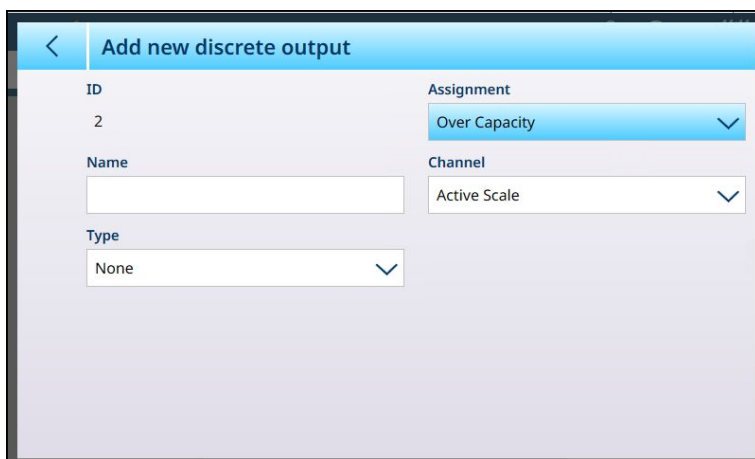 Add new discrete output
ID
2
Name
Type
None
Assignment
Over Capacity
Channel
Active Scale